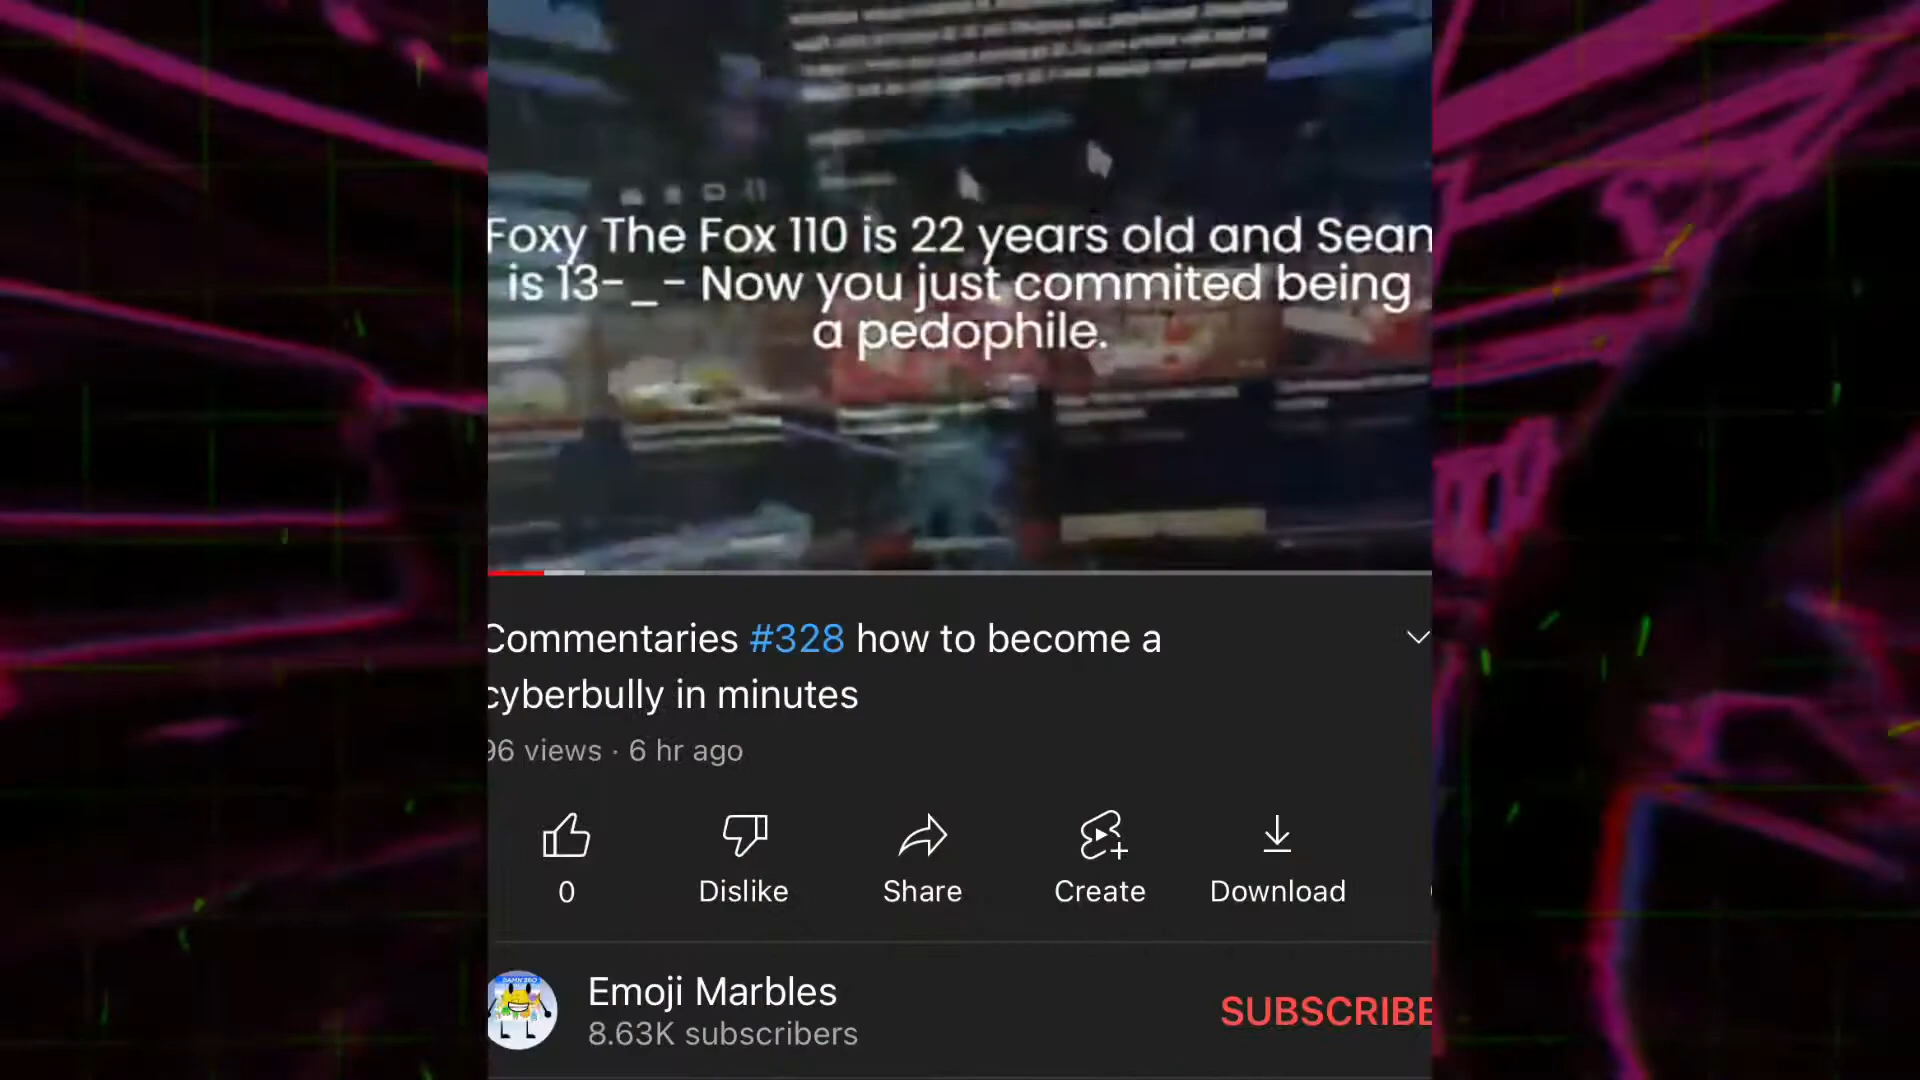 Foxy The Fox 110 is 22 years old and Sean
is 13-_- Now you just commited being
a pedophile.
Commentaries #328 how to become a
cyberbully in minutes
96 views · 6 hr ago
0
Dislike
Share
Create
Download
DAMN BRO
Emoji Marbles
8.63K subscribers
SUBSCRIBE